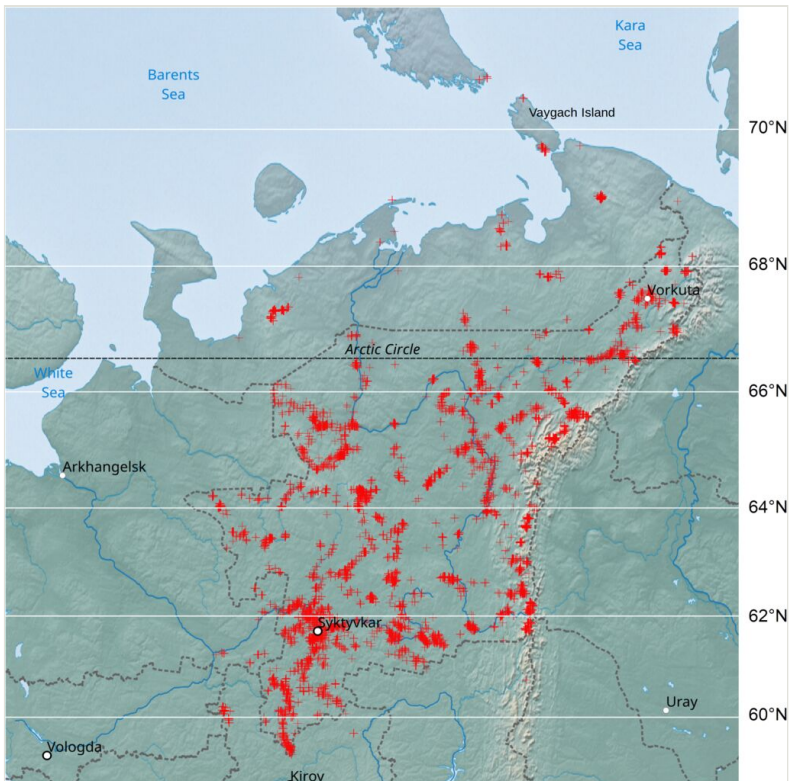 Kara
Sea
Barents
Sea
Vaygach Island
70°N
68°N
Vorkuta
Arctic Circle
White
Sea
66°N
Arkhangelsk
64°N
62°N
Syktyvkar
Uray
60°N
Vologda
Kirov